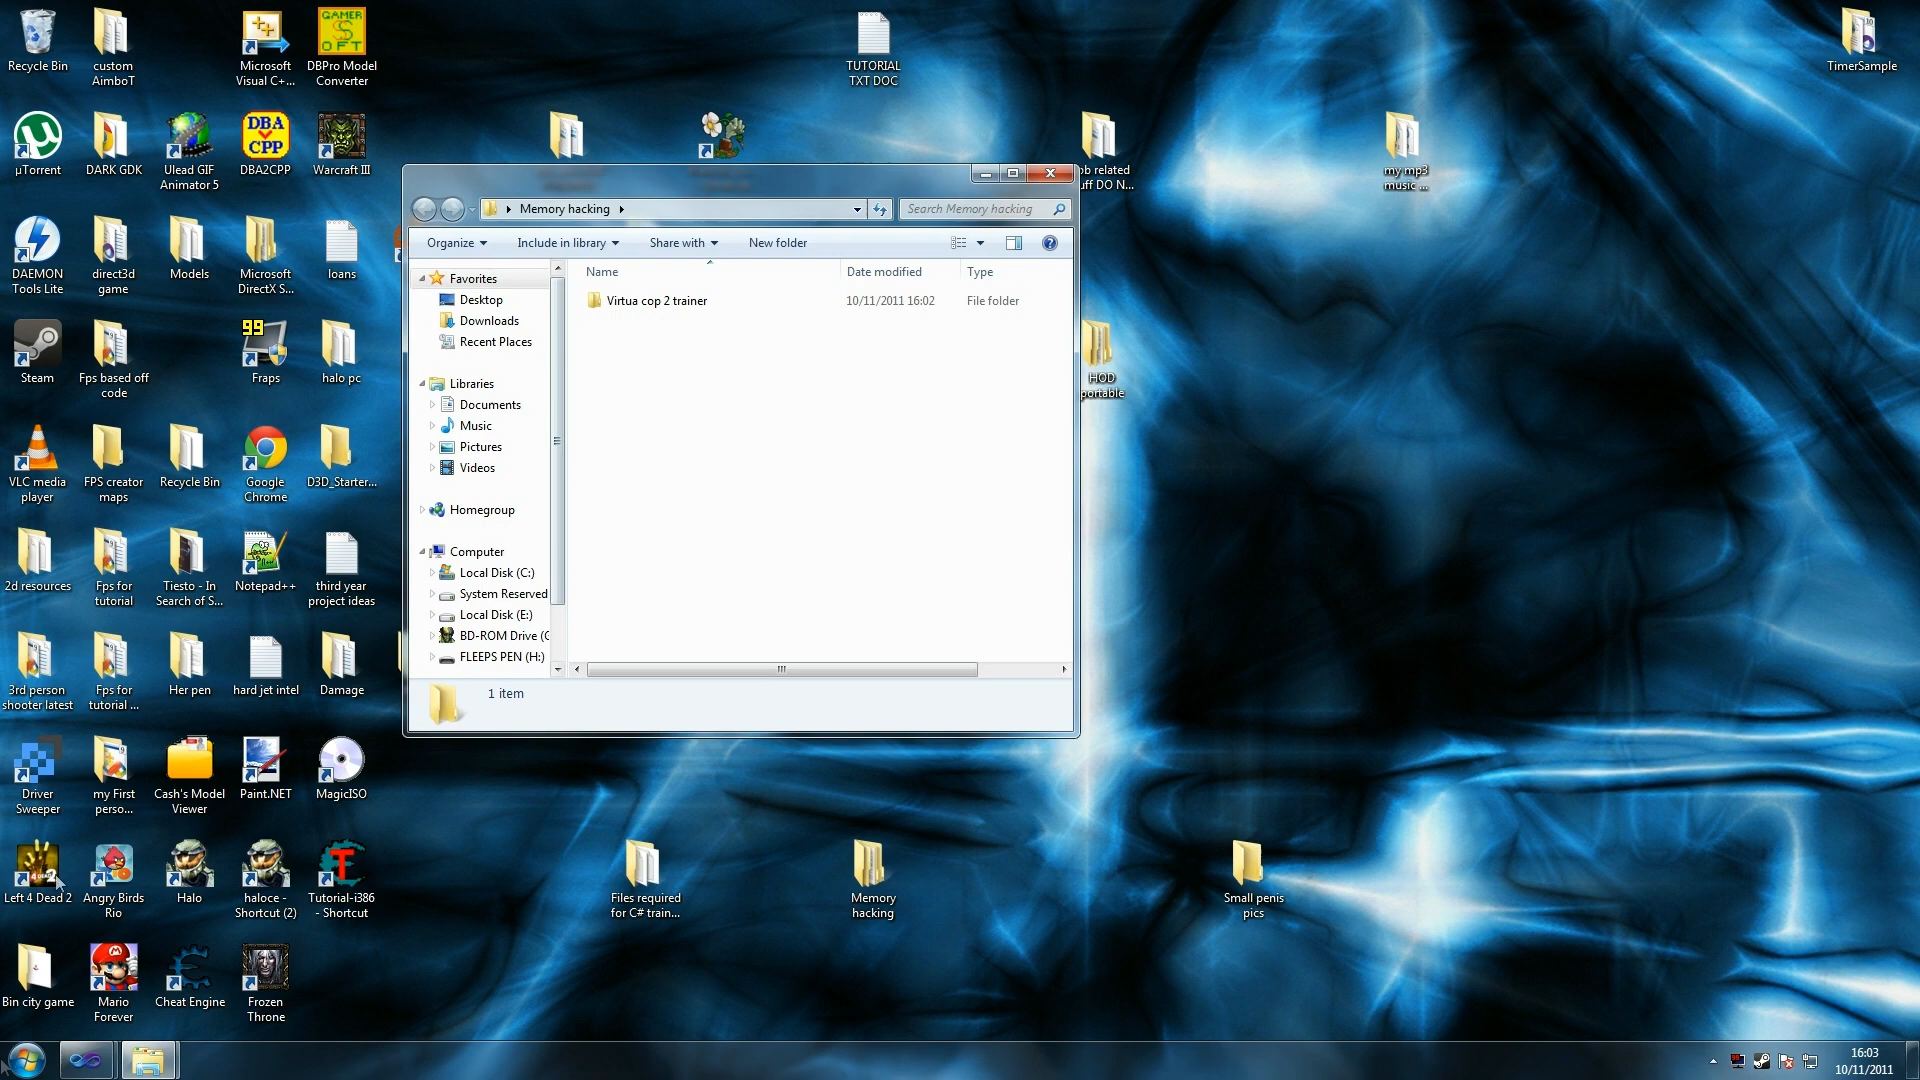 Recycle Bin
custom
AimboT
Microsoft
Visual C+...
DBPro Model
Converter
GAMER
$
OFT
TUTORIAL
TXT DOC
TimerSample
µTorrent
DARK GDK
Ulead GIF
Animator 5
DBA
CPP
DBA2CPP
Warcraft III
ob related
uff DO N...
my mp3
music ...
DAEMON
Tools Lite
direct3d
game
Models
Microsoft
DirectX S...
loans
Steam
Fps based off
code
99
Fraps
halo pc
HOD
portable
VLC media
player
FPS creator
maps
Recycle Bin
Google
Chrome
D3D_Starter...
2d resources
Fps for
tutorial
Tiesto - In
Search of S...
Notepad++
third year
project ideas
3rd person
shooter latest
Fps for
tutorial ...
Her pen
hard jet intel
Damage
Driver
Sweeper
my First
perso...
Cash's Model
Viewer
Paint.NET
MagicISO
Left 4 Dead 2
Angry Birds
Rio
Halo
haloce -
Shortcut (2)
Tutorial-i386
- Shortcut
Files required
for C# train...
Memory
hacking
Small penis
pics
Bin city game
Mario
Forever
Cheat Engine
Frozen
Throne
Memory hacking
Search Memory hacking
Organize
Include in library
Share with
New folder
Name
Date modified
Type
Virtua cop 2 trainer
10/11/2011 16:02
File folder
Favorites
Desktop
Downloads
Recent Places
Libraries
Documents
Music
Pictures
Videos
Homegroup
Computer
Local Disk (C:)
System Reserved
Local Disk (E:)
BD-ROM Drive (G
FLEEPS PEN (H:)
1 item
16:03
10/11/2011